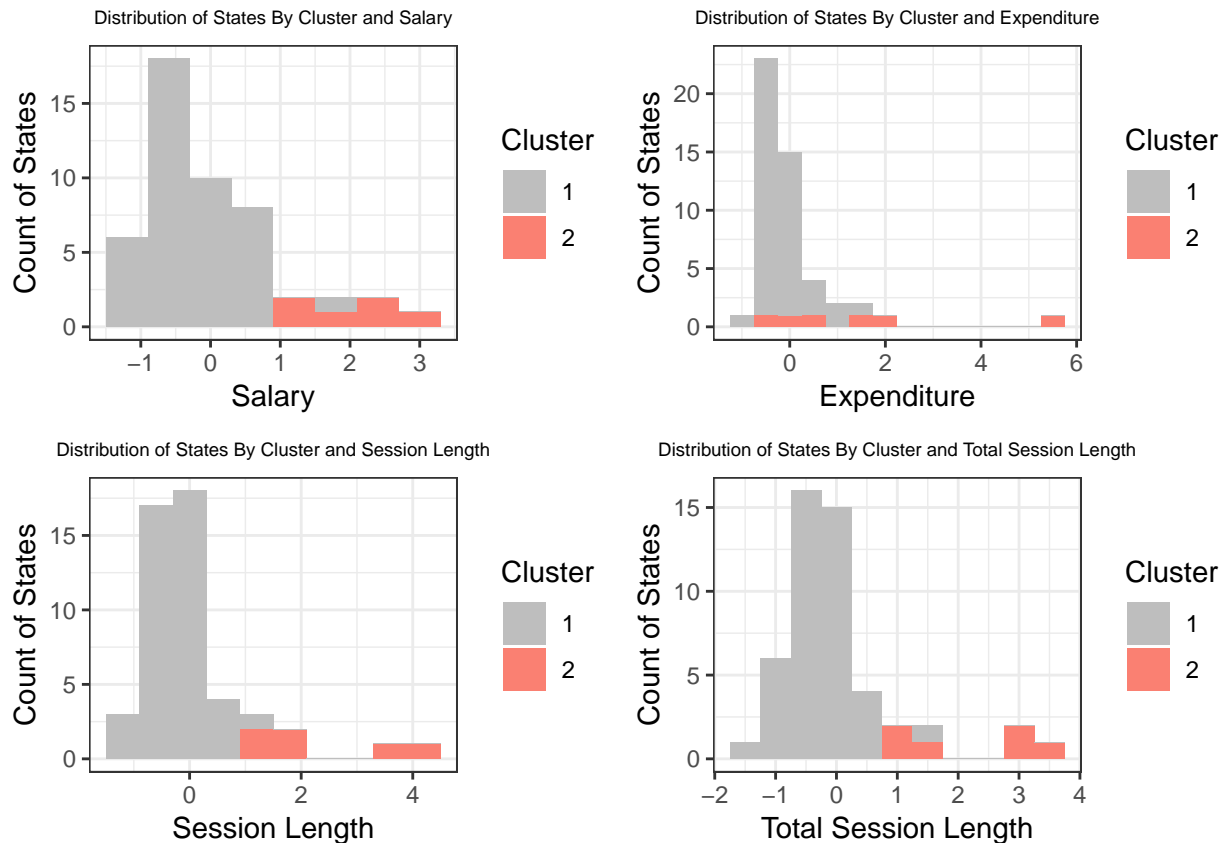 Distribution of States By Cluster and Salary
Count of States
15
10
5
0
−1 0 1 2 3
Salary
Cluster
1
2
Distribution of States By Cluster and Expenditure
Count of States
20
15
10
5
0
0 2 4 6
Expenditure
Cluster
1
2
Distribution of States By Cluster and Session Length
Count of States
15
10
5
0
0 2 4
Session Length
Cluster
1
2
Distribution of States By Cluster and Total Session Length
Count of States
15
10
5
0
−2 −1 0 1 2 3 4
Total Session Length
Cluster
1
2